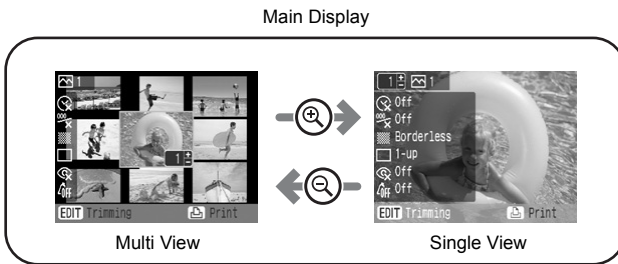 Main Display
1
1
EDIT Trimming Print
Multi View
1 1
Off
Off
Borderless
1-up
Off
Off
EDIT Trimming Print
Single View